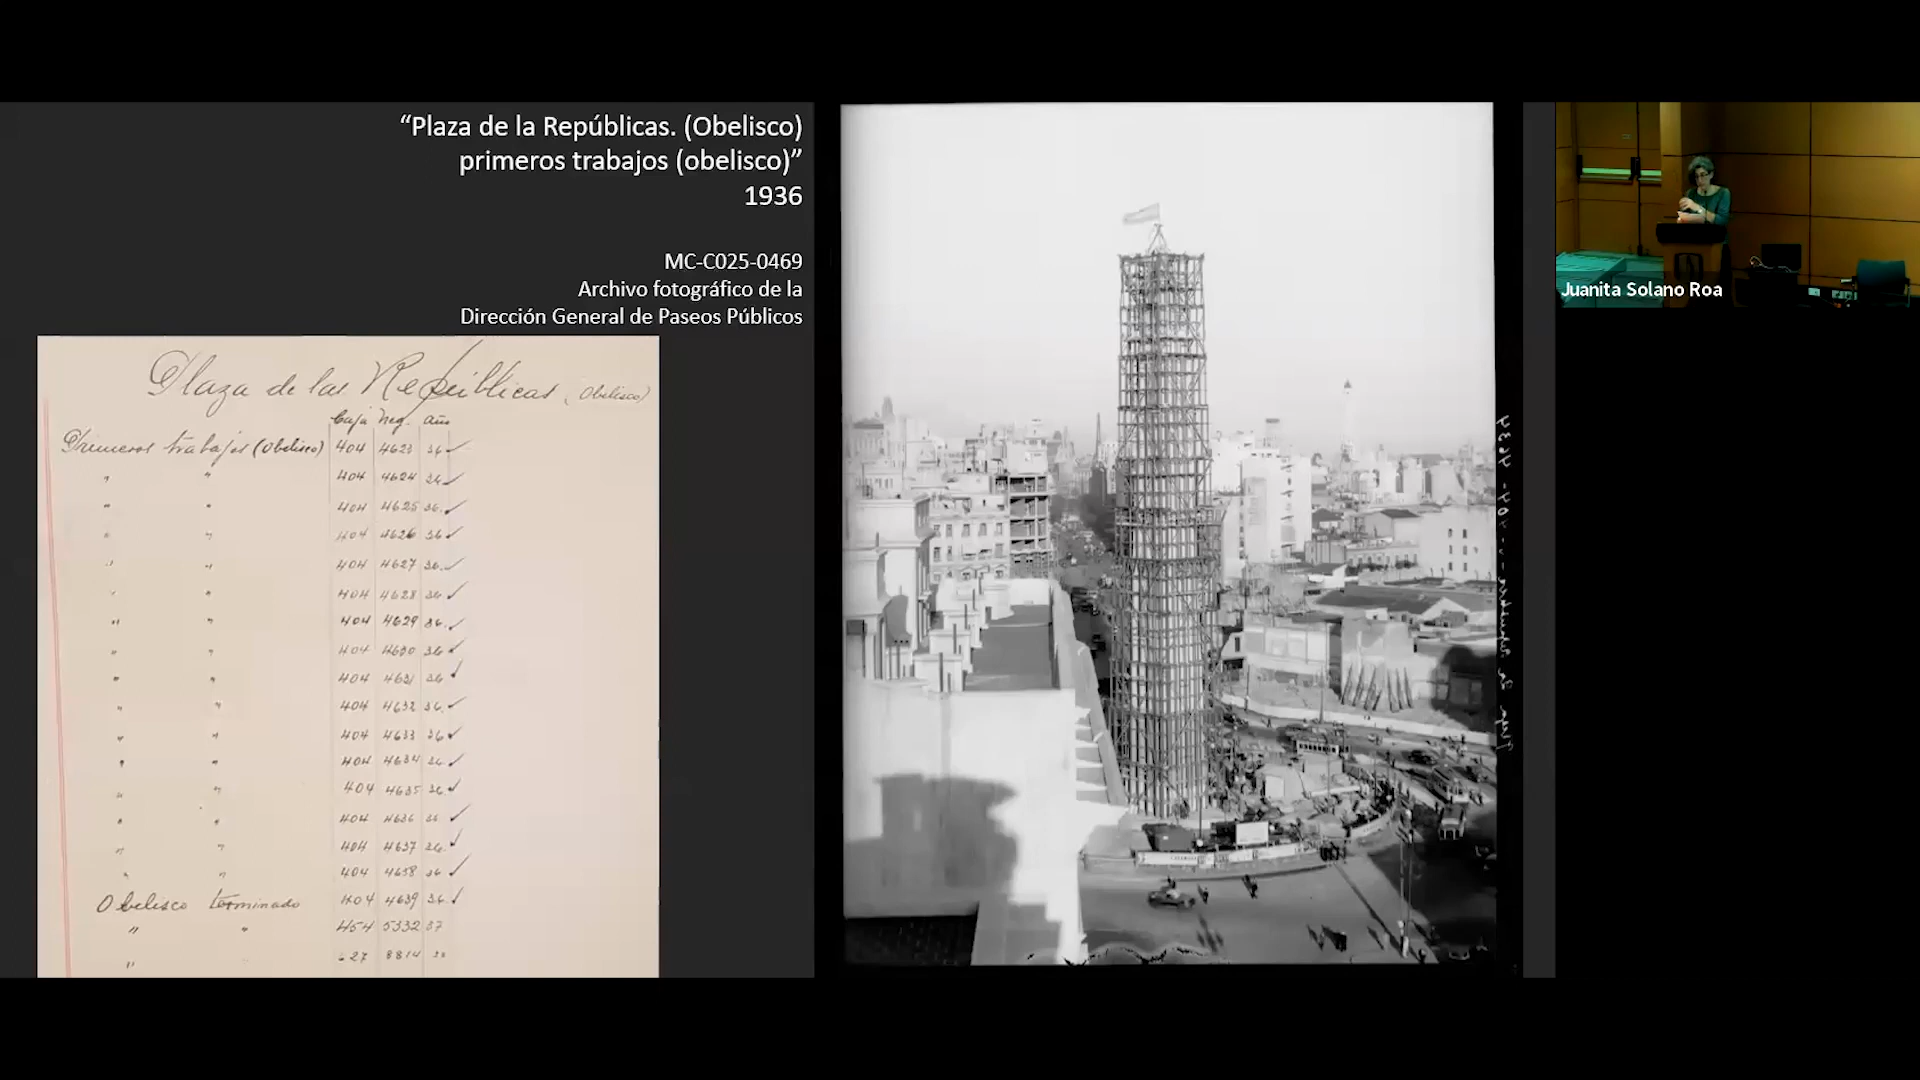 “Plaza de la Repúblicas. (Obelisco)
primeros trabajos (obelisco)”
1936
MC-C025-0469
Archivo fotográfico de la
Dirección General de Paseos Públicos
Plaza de las Repúblicas (Obelisco)
Caja Neg. año
Primeros trabajos (Obelisco) 404 4623 36 ✓
" " 404 4624 36 ✓
" " 404 4625 36. ✓
" " 404 4626 36 ✓
" " 404 4627 36. ✓
" " 404 4628 36 ✓
" " 404 4629 36. ✓
" " 404 4630 36 ✓
" " 404 4631 36 ✓
" " 404 4632 36. ✓
" " 404 4633 36 ✓
" " 404 4634 36 ✓
" " 404 4635 36 ✓
" " 404 4636 36 ✓
" " 404 4637 36. ✓
" " 404 4638 36 ✓
Obelisco terminado 404 4639 36. ✓
" " 454 5332 37
" 627 8814
404-4634
Juanita Solano Roa